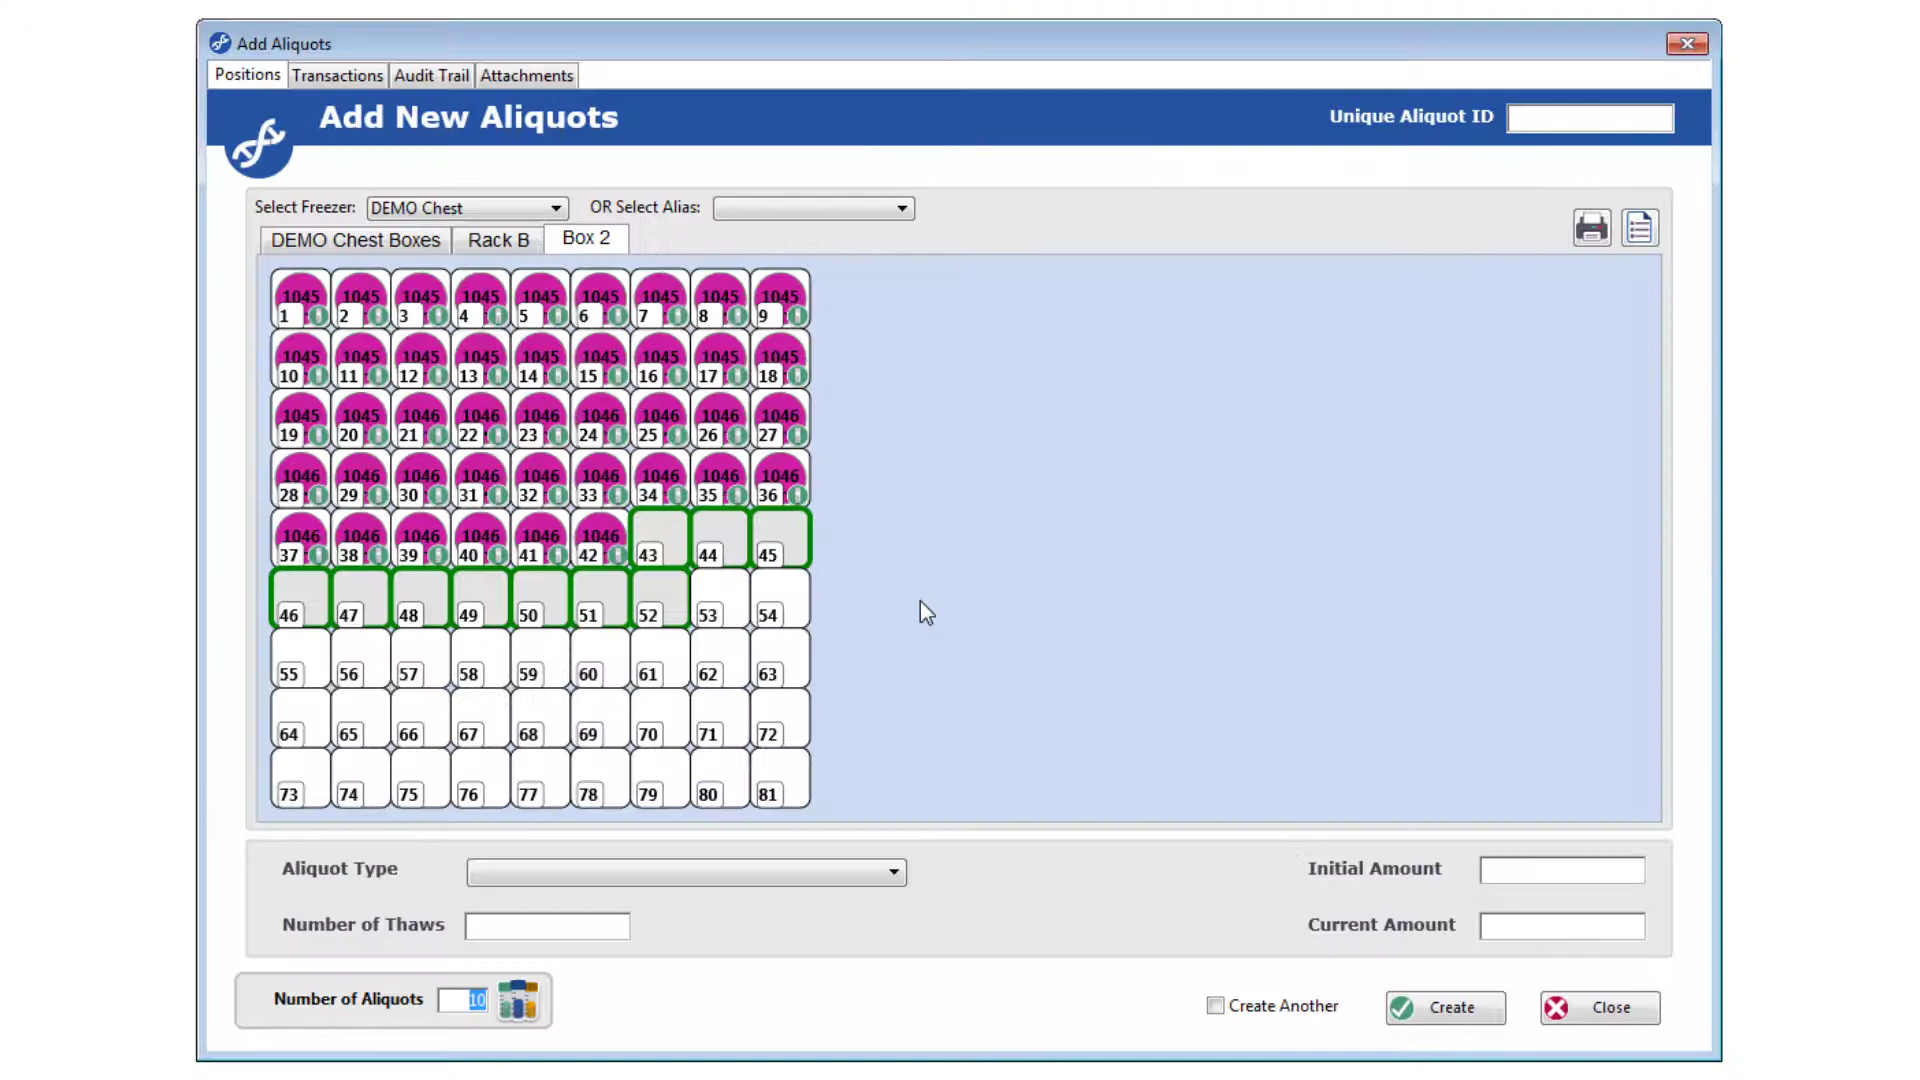 Add Aliquots
Positions Transactions Audit Trail Attachments
Add New Aliquots Unique Aliquot ID
Select Freezer: DEMO Chest OR Select Alias:
DEMO Chest Boxes Rack B Box 2
1045 1045 1045 1045 1045 1045 1045 1045 1045
1 2 3 4 5 6 7 8 9
1045 1045 1045 1045 1045 1045 1045 1045 1045
10 11 12 13 14 15 16 17 18
1045 1045 1046 1046 1046 1046 1046 1046 1046
19 20 21 22 23 24 25 26 27
1046 1046 1046 1046 1046 1046 1046 1046 1046
28 29 30 31 32 33 34 35 36
1046 1046 1046 1046 1046 1046
37 38 39 40 41 42 43 44 45
46 47 48 49 50 51 52 53 54
55 56 57 58 59 60 61 62 63
64 65 66 67 68 69 70 71 72
73 74 75 76 77 78 79 80 81
Aliquot Type Initial Amount
Number of Thaws Current Amount
Number of Aliquots 10 Create Another Create Close